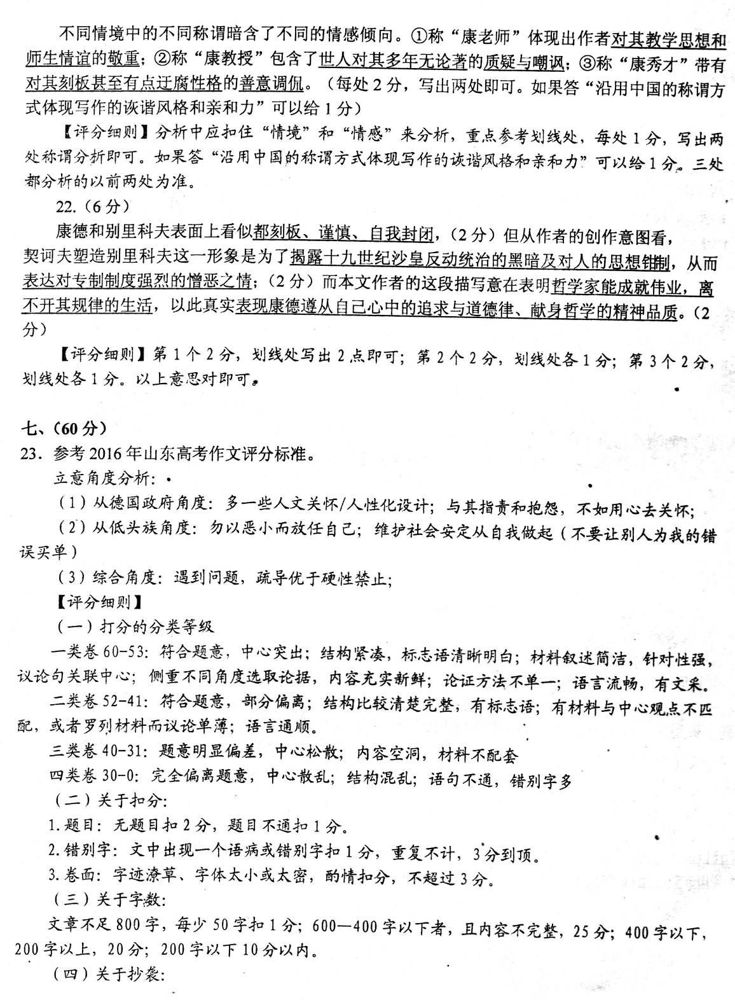 不同情境中的不同称谓暗含了不同的情感倾向。①称“康老师”体现出作者对其教学思想和
师生情谊的敬重；②称“康教授”包含了世人对其多年无论著的质疑与嘲讽；③称“康秀才”带有
对其刻板甚至有点迂腐性格的善意调侃。（每处2分，写出两处即可。如果答“沿用中国的称谓方
式体现写作的诙谐风格和亲和力”可以给1分）
【评分细则】分析中应扣住“情境”和“情感”来分析，重点参考划线处，每处1分，写出两
处称谓分析即可。如果答“沿用中国的称谓方式体现写作的诙谐风格和亲和力”可以给1分。三处
都分析的以前两处为准。
22.（6分）
康德和别里科夫表面上看似都刻板、谨慎、自我封闭，（2分）但从作者的创作意图看，
契诃夫塑造别里科夫这一形象是为了揭露十九世纪沙皇反动统治的黑暗及对人的思想钳制，从而
表达对专制制度强烈的憎恶之情；（2分）而本文作者的这段描写意在表明哲学家能成就伟业，离
不开其规律的生活，以此真实表现康德遵从自己心中的追求与道德律、献身哲学的精神品质。（2
分）
【评分细则】第1个2分，划线处写出2点即可；第2个2分，划线处各1分；第3个2分，
划线处各1分。以上意思对即可。
七、（60分）
23．参考2016年山东高考作文评分标准。
立意角度分析：
（1）从德国政府角度：多一些人文关怀/人性化设计；与其指责和抱怨，不如用心去关怀；
（2）从低头族角度：勿以恶小而放任自己；维护社会安定从自我做起（不要让别人为我的错
误买单）
（3）综合角度：遇到问题，疏导优于硬性禁止；
【评分细则】
（一）打分的分类等级
一类卷60-53：符合题意，中心突出；结构紧凑，标志语清晰明白；材料叙述简洁，针对性强，
议论句关联中心；侧重不同角度选取论据，内容充实新鲜；论证方法不单一；语言流畅，有文采。
二类卷52-41：符合题意，部分偏离；结构比较清楚完整，有标志语；有材料与中心观点不匹
配，或者罗列材料而议论单薄；语言通顺。
三类卷40-31：题意明显偏差，中心松散；内容空洞，材料不配套
四类卷30-0：完全偏离题意，中心散乱；结构混乱；语句不通，错别字多
（二）关于扣分：
1.题目：无题目扣2分，题目不通扣1分。
2.错别字：文中出现一个语病或错别字扣1分，重复不计，3分到顶。
3.卷面：字迹潦草、字体太小或太密，酌情扣分，不超过3分。
（三）关于字数：
文章不足800字，每少50字扣1分；600—400字以下者，且内容不完整，25分；400字以下，
200字以上，20分；200字以下10分以内。
（四）关于抄袭：